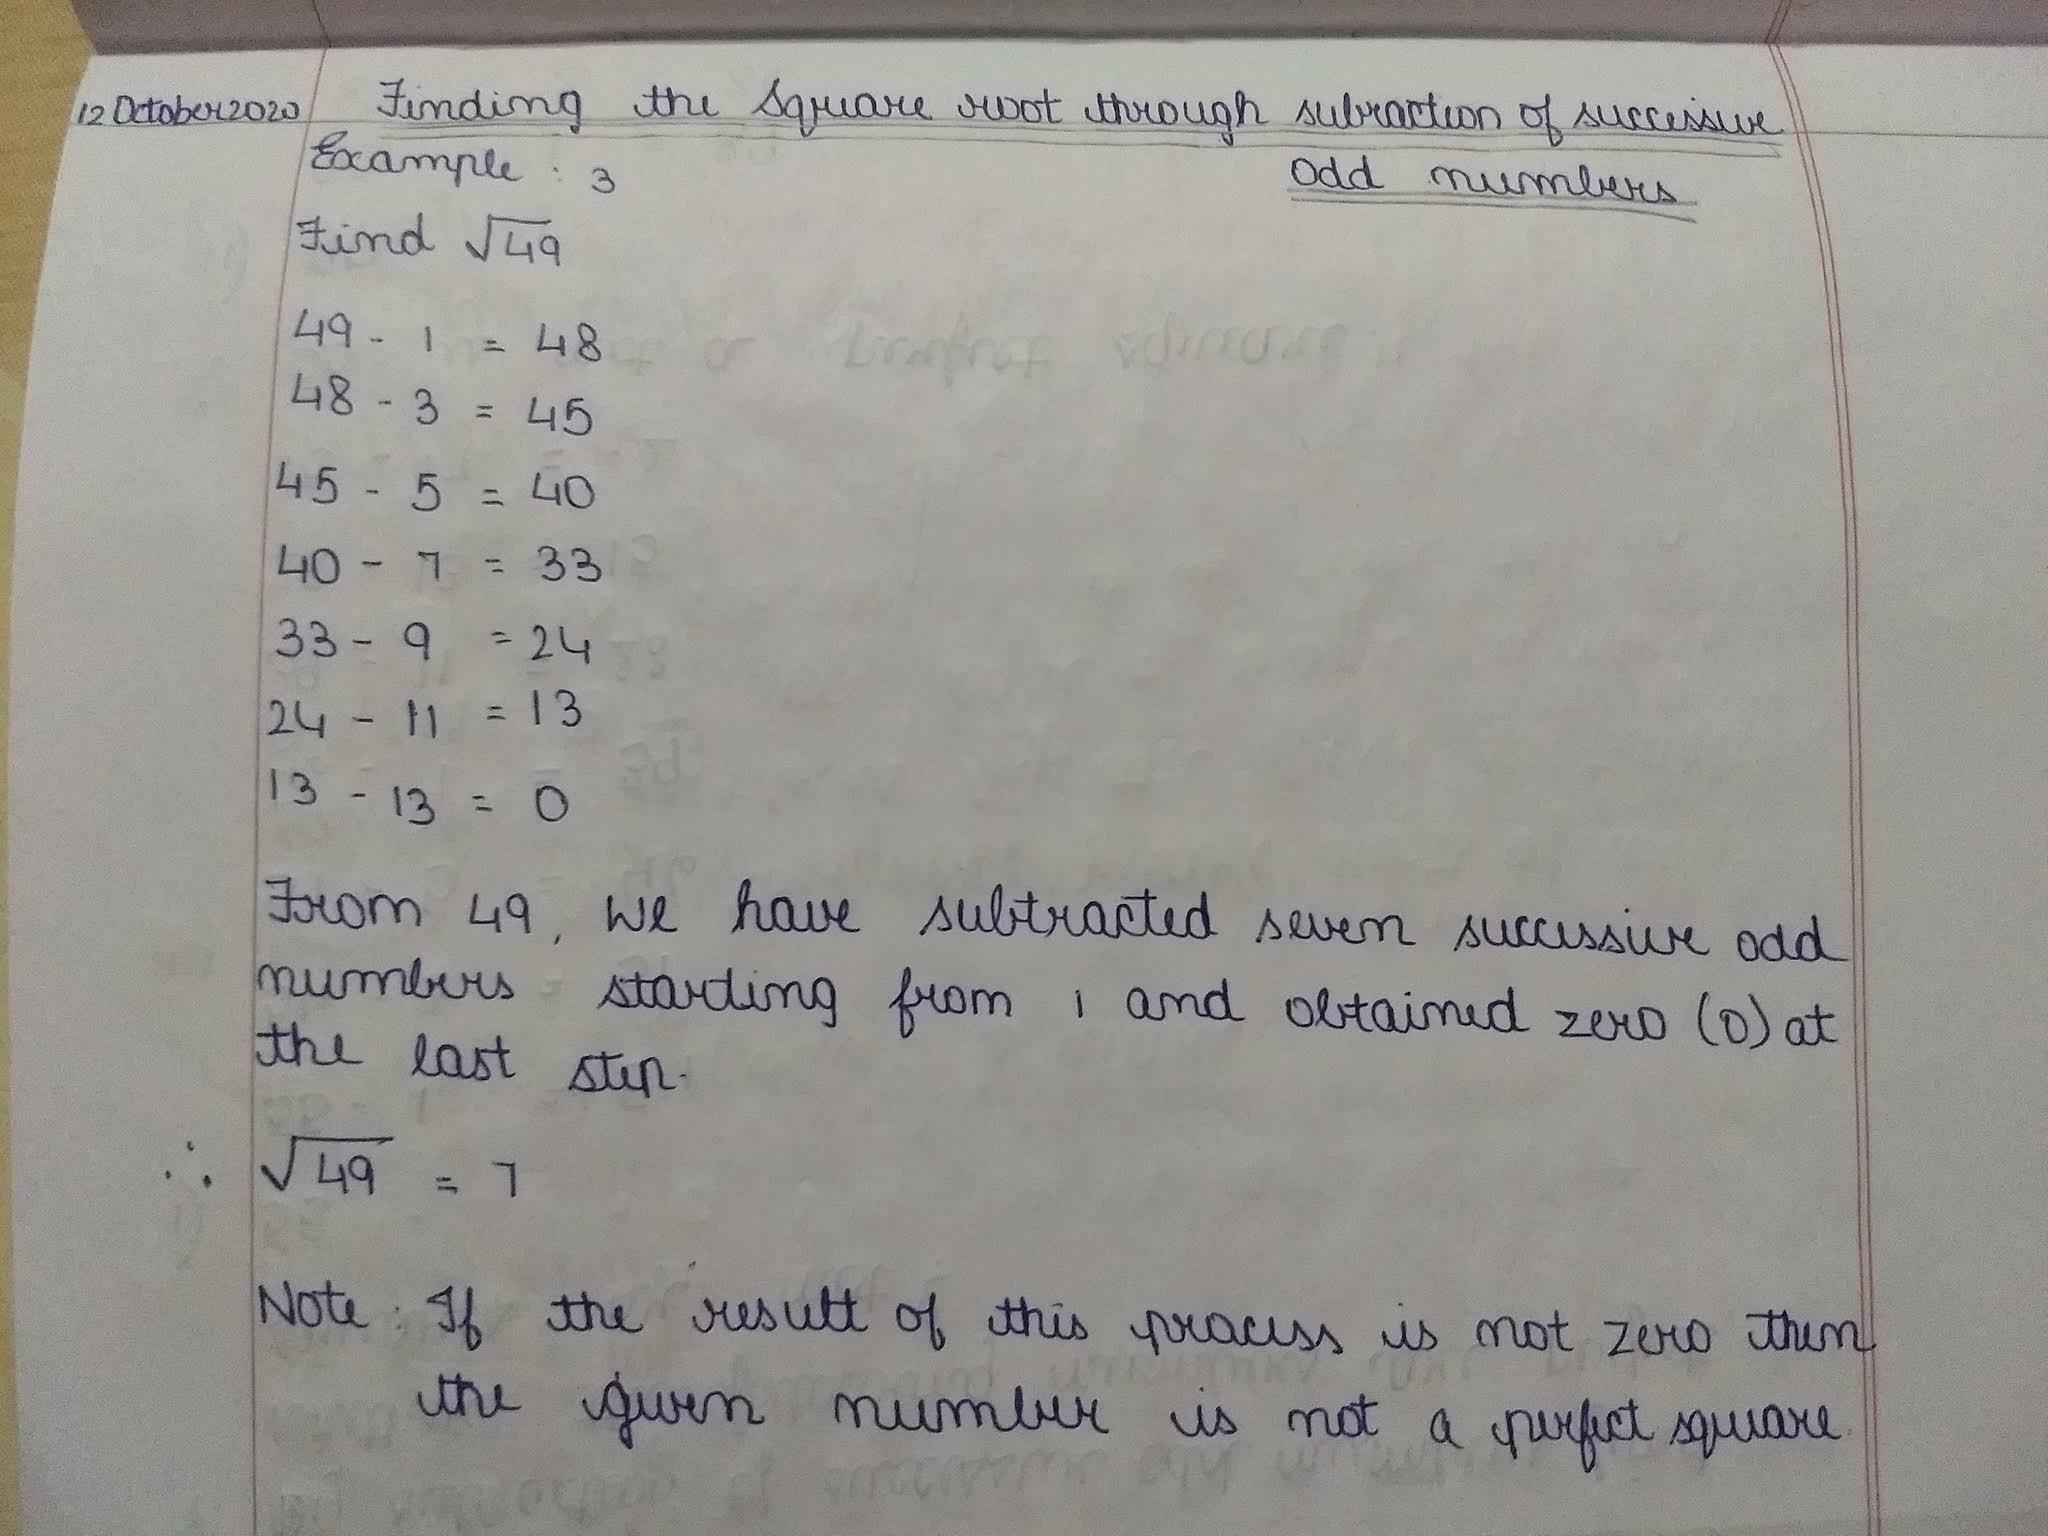 12 October 2020 Finding the Square root through subraction of successive
odd numbers
Example : 3
Find √49
49 - 1 = 48
48 - 3 = 45
45 - 5 = 40
40 - 7 = 33
33 - 9 = 24
24 - 11 = 13
13 - 13 = 0
From 49, we have subtracted seven successive odd
numbers starting from 1 and obtained zero (0) at
the last step.
∴ √49 = 7
Note : If the result of this process is not zero then
the given number is not a perfect square.